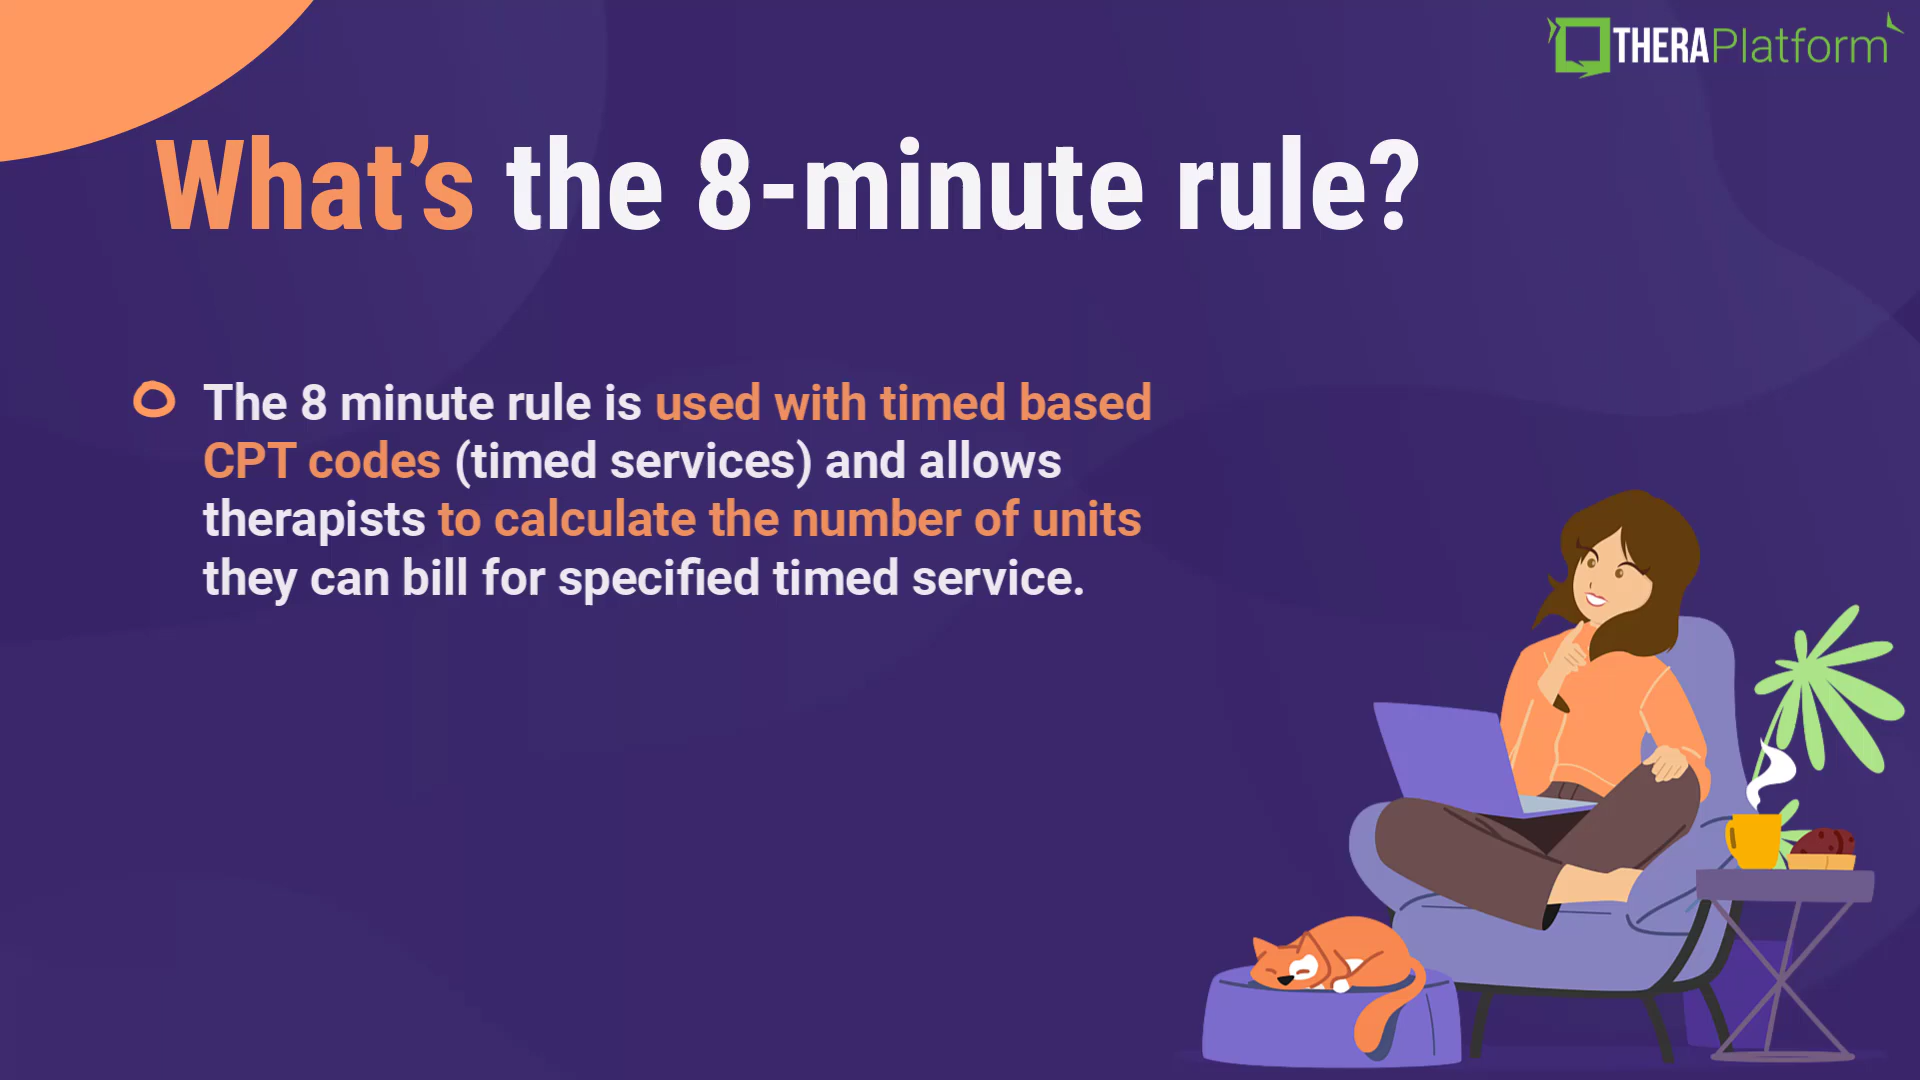 THERAPlatform
What's the 8-minute rule?
The 8 minute rule is used with timed based
CPT codes (timed services) and allows
therapists to calculate the number of units
they can bill for specified timed service.